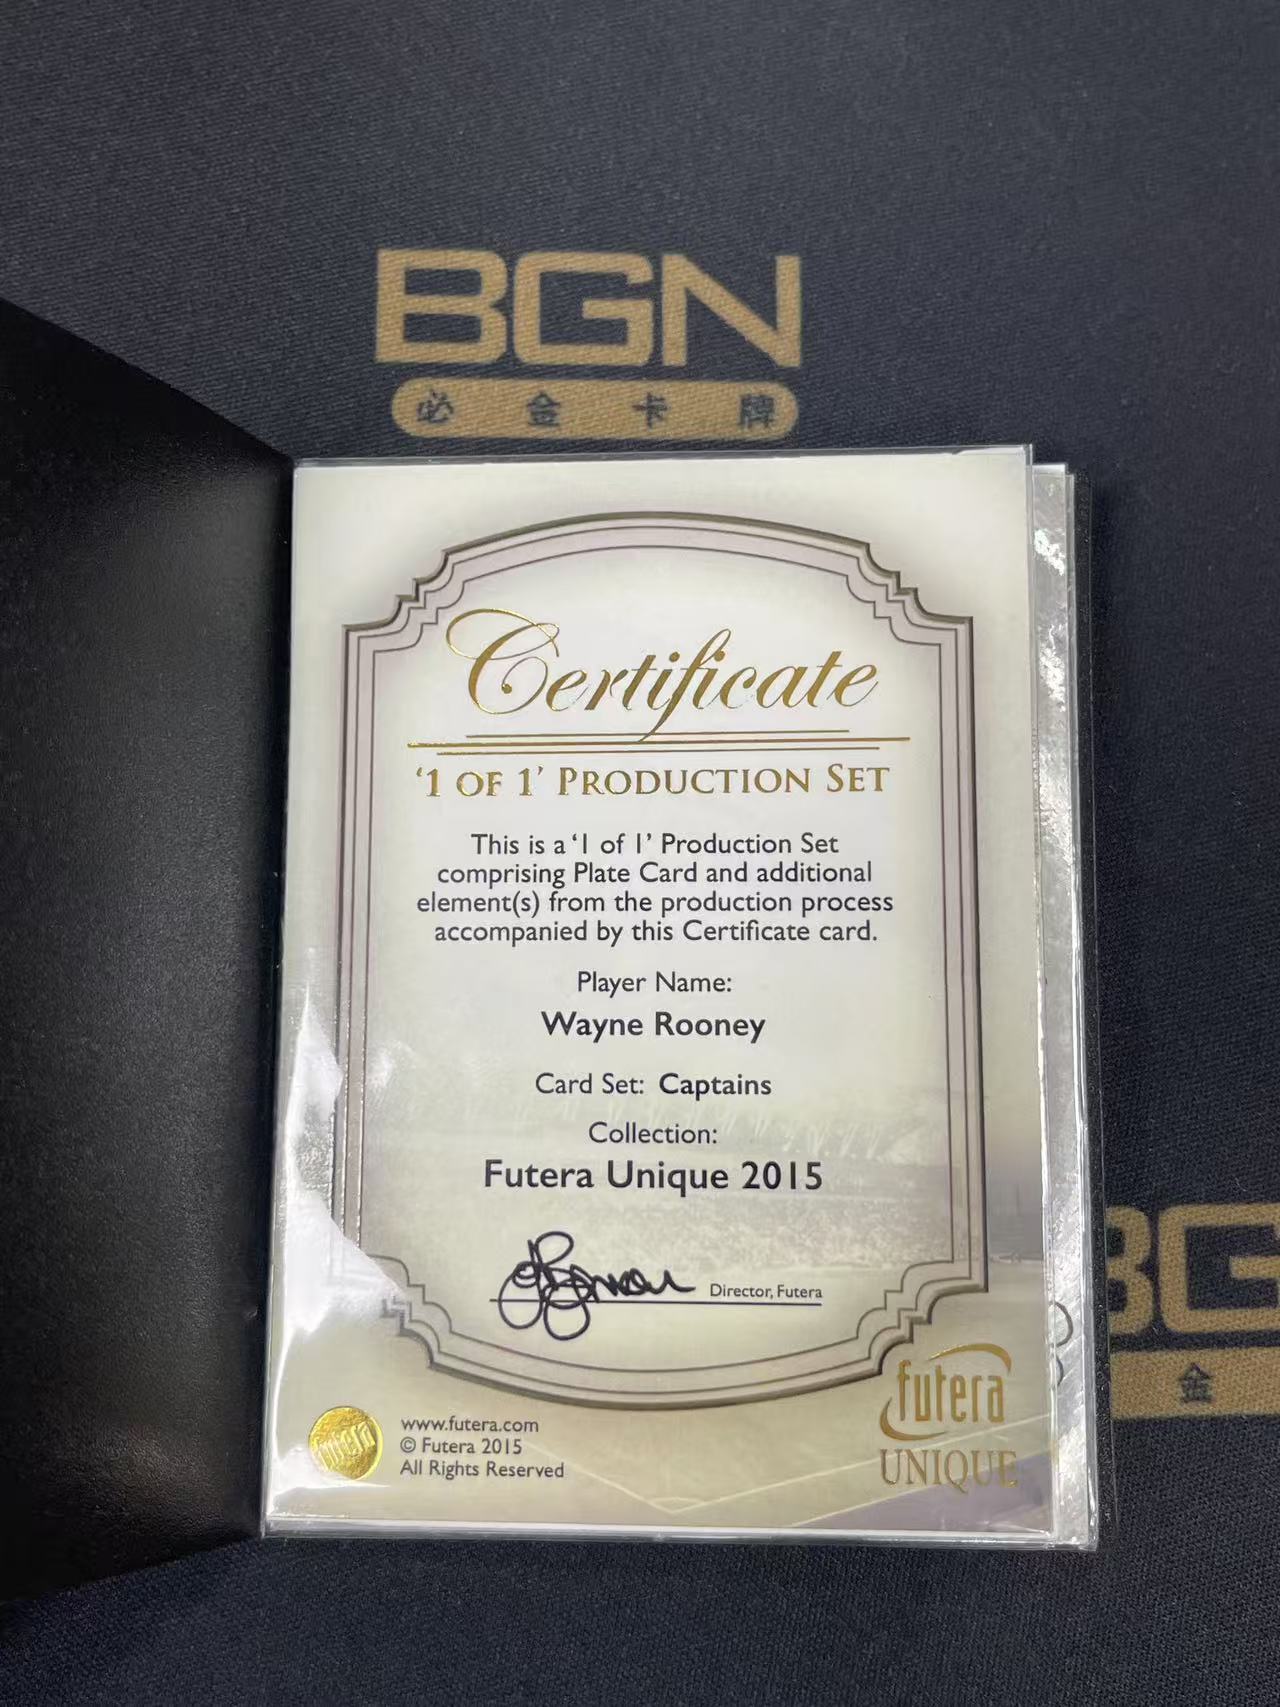 BGN
必金卡牌
Certificate
‘1 OF 1’ PRODUCTION SET
This is a ‘1 of 1’ Production Set
comprising Plate Card and additional
element(s) from the production process
accompanied by this Certificate card.
Player Name:
Wayne Rooney
Card Set: Captains
Collection:
Futera Unique 2015
Director, Futera
www.futera.com
© Futera 2015
All Rights Reserved
futera
UNIQUE
金